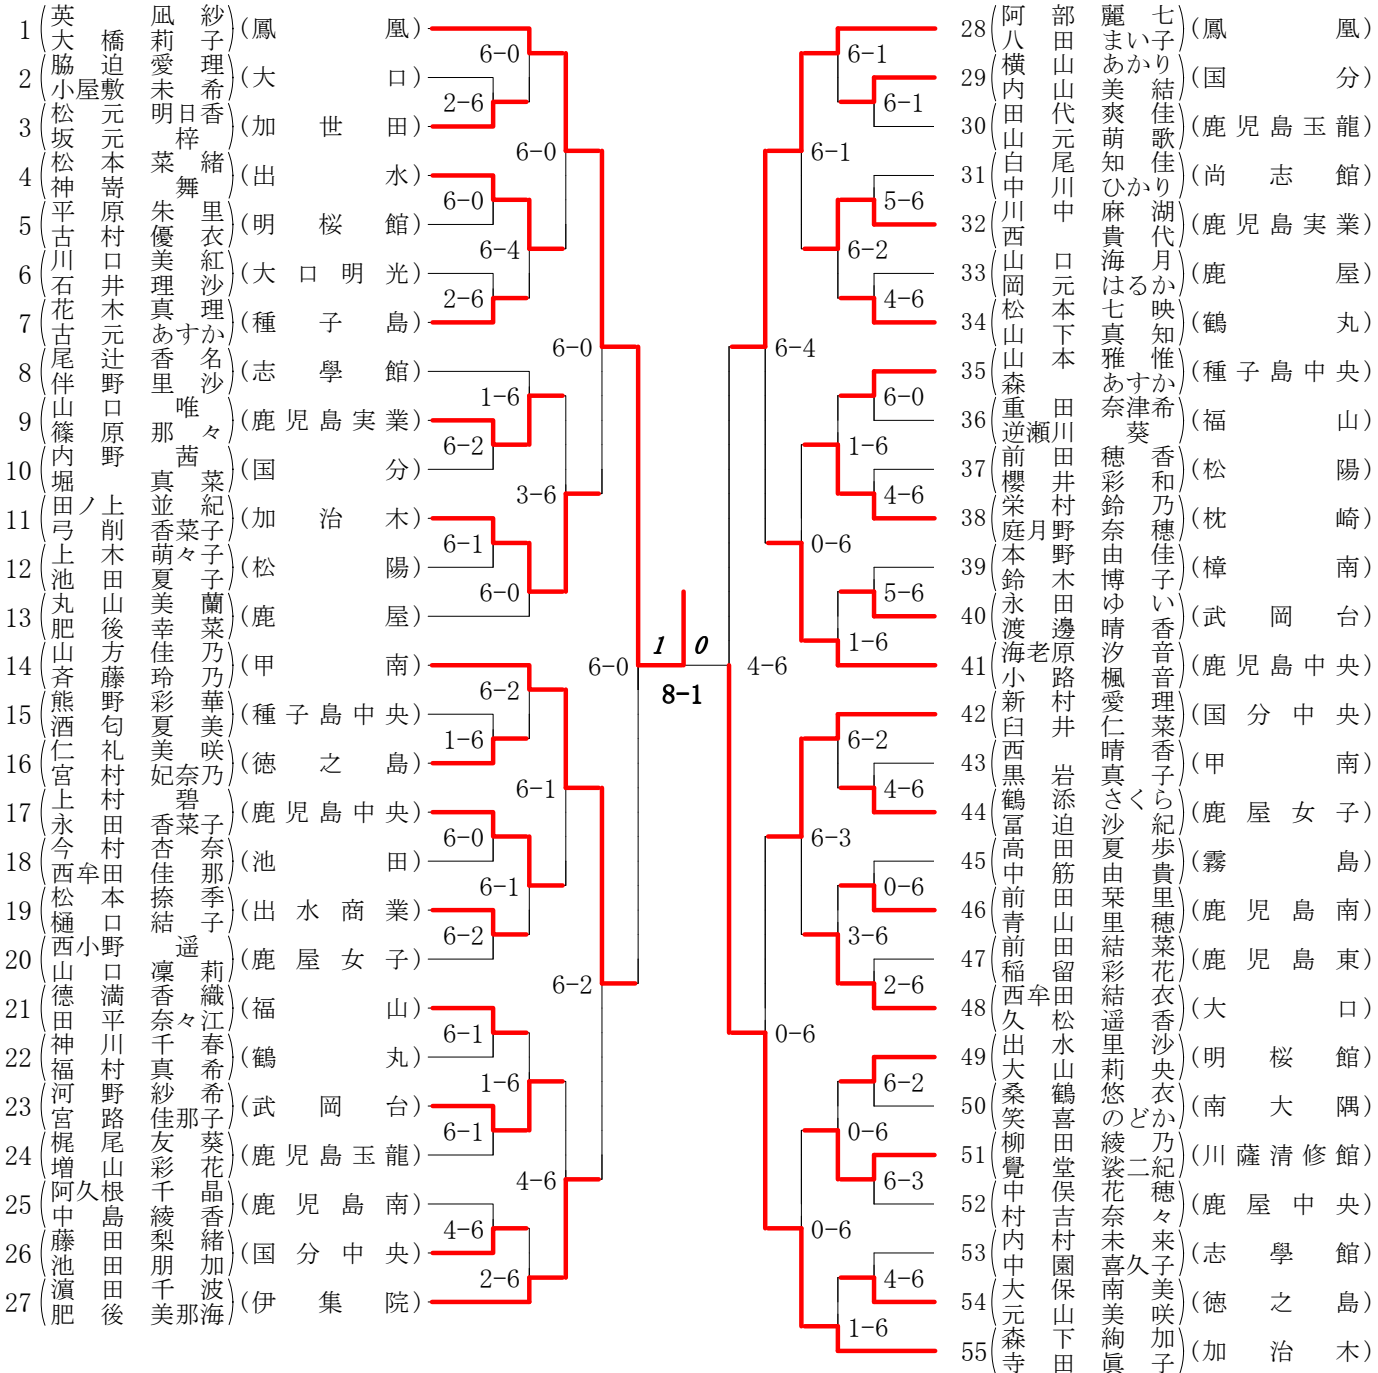 1 (英 凪 紗 大橋 莉子) (鳳凰)
2 (脇迫 愛理 小屋敷 未希) (大口)
3 (松元 明日香 坂元 梓) (加世田)
4 (松本 菜緒 神嵜 舞) (出水)
5 (平原 朱里 古村 優衣) (明桜館)
6 (川口 美紅 石井 理沙) (大口明光)
7 (花木 真理 古元 あすか) (種子島)
8 (尾辻 香名 伴野 里沙) (志學館)
9 (山口 唯 篠原 那々) (鹿児島実業)
10 (内野 茜 堀 真菜) (国分)
11 (田ノ上 並紀 弓削 香菜子) (加治木)
12 (上木 萌々子 池田 夏子) (松陽)
13 (丸山 美蘭 肥後 幸菜) (鹿屋)
14 (山方 佳乃 斉藤 玲乃) (甲南)
15 (熊野 彩華 酒匂 夏美) (種子島中央)
16 (仁礼 美咲 宮村 妃奈乃) (徳之島)
17 (上村 碧 永田 香菜子) (鹿児島中央)
18 (今村 杏奈 西牟田 佳那) (池田)
19 (松本 捺季 樋口 結子) (出水商業)
20 (西小野 遥 山口 凜莉) (鹿屋女子)
21 (德満 香織 田平 奈々江) (福山)
22 (神川 千春 福村 真希) (鶴丸)
23 (河野 紗希 宮路 佳那子) (武岡台)
24 (梶尾 友葵 増山 彩花) (鹿児島玉龍)
25 (阿久根 千晶 中島 綾香) (鹿児島南)
26 (藤田 梨緒 池田 朋加) (国分中央)
27 (濵田 千波 肥後 美那海) (伊集院)
6-0
2-6
6-0
6-0
6-4
2-6
6-0
1-6
6-2
3-6
6-1
6-0
6-0
6-2
1-6
6-1
6-0
6-1
6-2
6-2
6-1
1-6
6-1
4-6
4-6
2-6
1 0
8-1
28 (阿部 麗七 八田 まい子) (鳳凰)
29 (横山 あかり 内山 美結) (国分)
30 (田代 爽佳 山元 萌歌) (鹿児島玉龍)
31 (白尾 知佳 中川 ひかり) (尚志館)
32 (川中 麻湖 西 貴代) (鹿児島実業)
33 (山口 海月 岡元 はるか) (鹿屋)
34 (松本 七映 山下 真知) (鶴丸)
35 (山本 雅惟 森 あすか) (種子島中央)
36 (重田 奈津希 逆瀬川 葵) (福山)
37 (前田 穂香 櫻井 彩和) (松陽)
38 (栄村 鈴乃 庭月野 奈穂) (枕崎)
39 (本野 由佳 鈴木 博子) (樟南)
40 (永田 ゆい 渡邊 晴香) (武岡台)
41 (海老原 汐音 小路 楓音) (鹿児島中央)
42 (新村 愛理 臼井 仁菜) (国分中央)
43 (西 晴香 黒岩 真子) (甲南)
44 (鶴添 さくら 冨迫 沙紀) (鹿屋女子)
45 (高田 夏歩 中筋 由貴) (霧島)
46 (前田 栞里 青山 里穂) (鹿児島南)
47 (前田 結菜 稲留 彩花) (鹿児島東)
48 (西牟田 結衣 久松 遥香) (大口)
49 (出水 里沙 大山 莉央) (明桜館)
50 (桑鶴 悠衣 笑喜 のどか) (南大隅)
51 (柳田 綾乃 覺堂 裟二紀) (川薩清修館)
52 (中俣 花穂 村吉 奈々) (鹿屋中央)
53 (内村 未来 中園 喜久子) (志學館)
54 (大保 南美 元山 美咲) (徳之島)
55 (森下 絢加 寺田 眞子) (加治木)
6-1
6-1
6-1
5-6
6-2
4-6
6-4
6-0
1-6
4-6
0-6
5-6
1-6
4-6
6-2
4-6
6-3
0-6
3-6
2-6
0-6
6-2
0-6
6-3
0-6
4-6
1-6